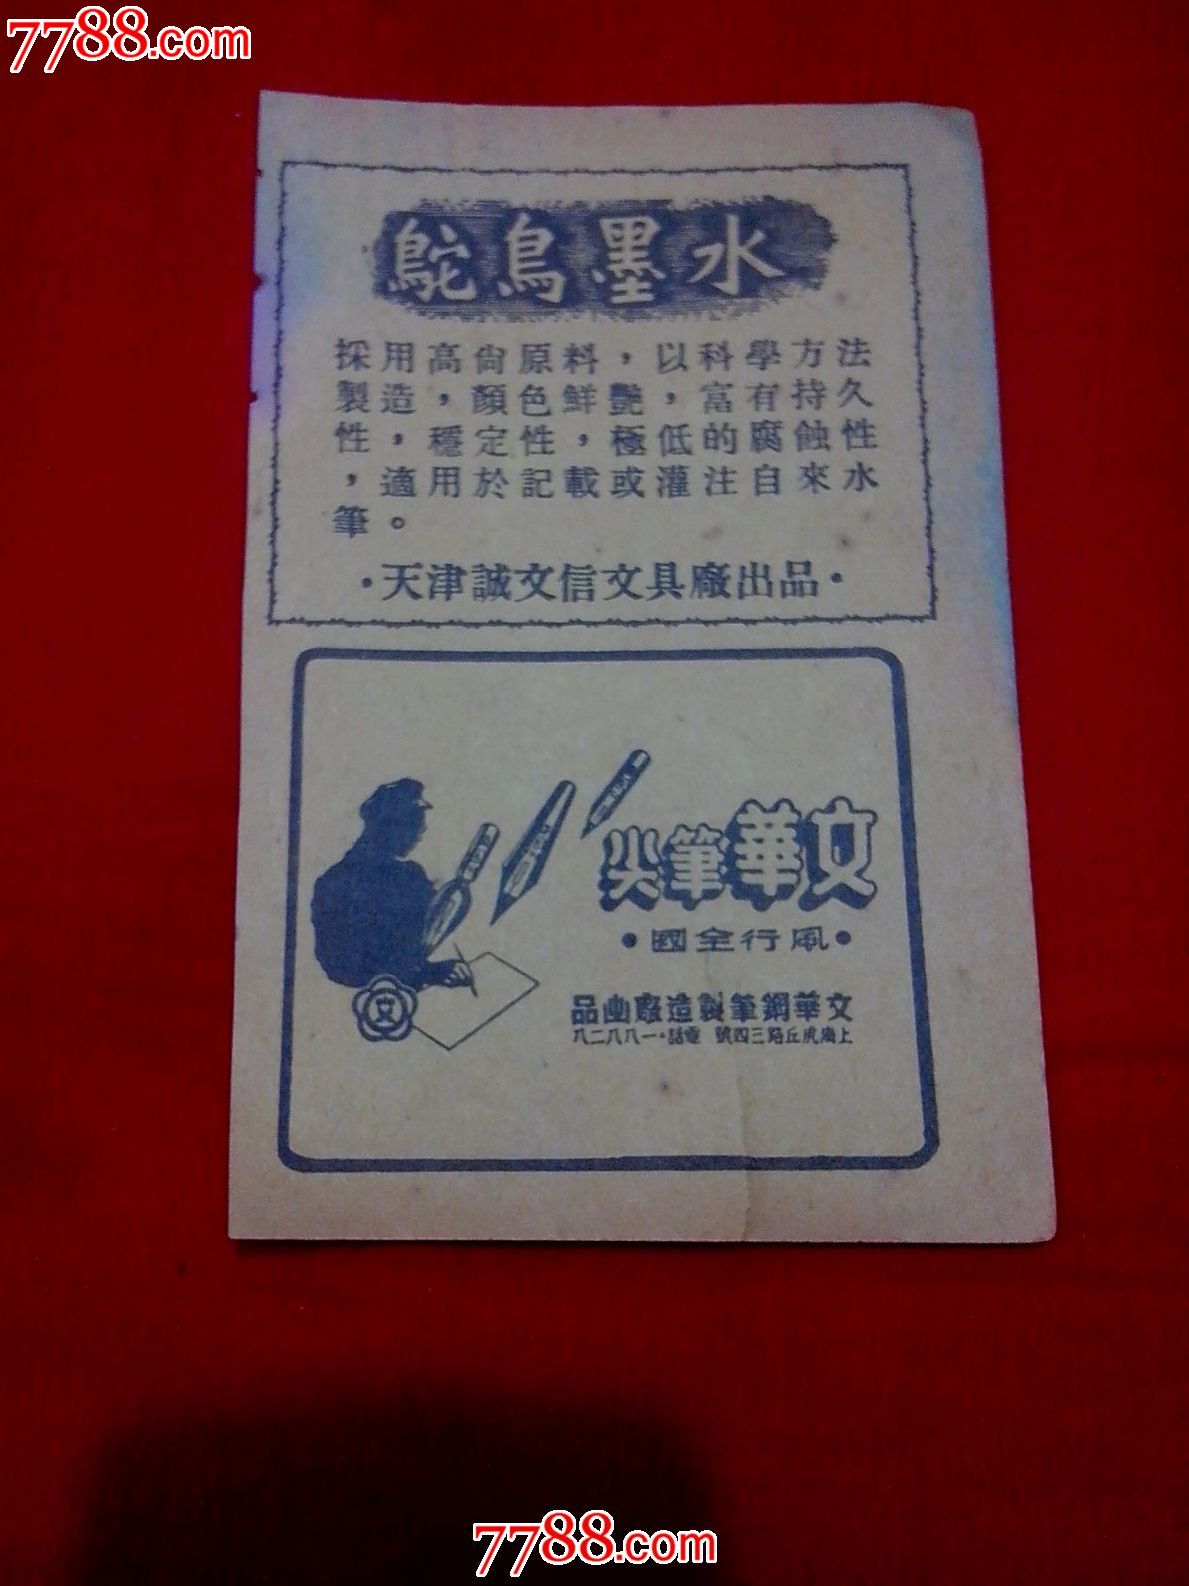 7788.com
鴕鳥墨水
採用高尙原料，以科學方法
製造，顏色鮮艷，富有持久
性，穩定性，極低的腐蝕性
，適用於記載或灌注自來水
筆。
·天津誠文信文具廠出品·
文華筆尖
·風行全國·
文華鋼筆製造廠出品
上海虎丘路三四號 電話·一八八二八
文
7788.com